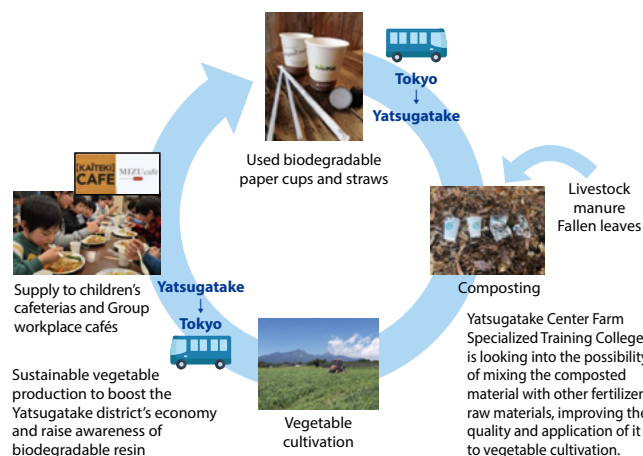 Tokyo
↓
Yatsugatake
Used biodegradable
paper cups and straws
[KAITEKI]
CAFE
MIZU café
Livestock
manure
Fallen leaves
Supply to children's
cafeterias and Group
workplace cafés
Yatsugatake
↓
Tokyo
Composting
Sustainable vegetable
production to boost the
Yatsugatake district's economy
and raise awareness of
biodegradable resin
Vegetable
cultivation
Yatsugatake Center Farm
Specialized Training College
is looking into the possibility
of mixing the composted
material with other fertilizer
raw materials, improving the
quality and application of it
to vegetable cultivation.